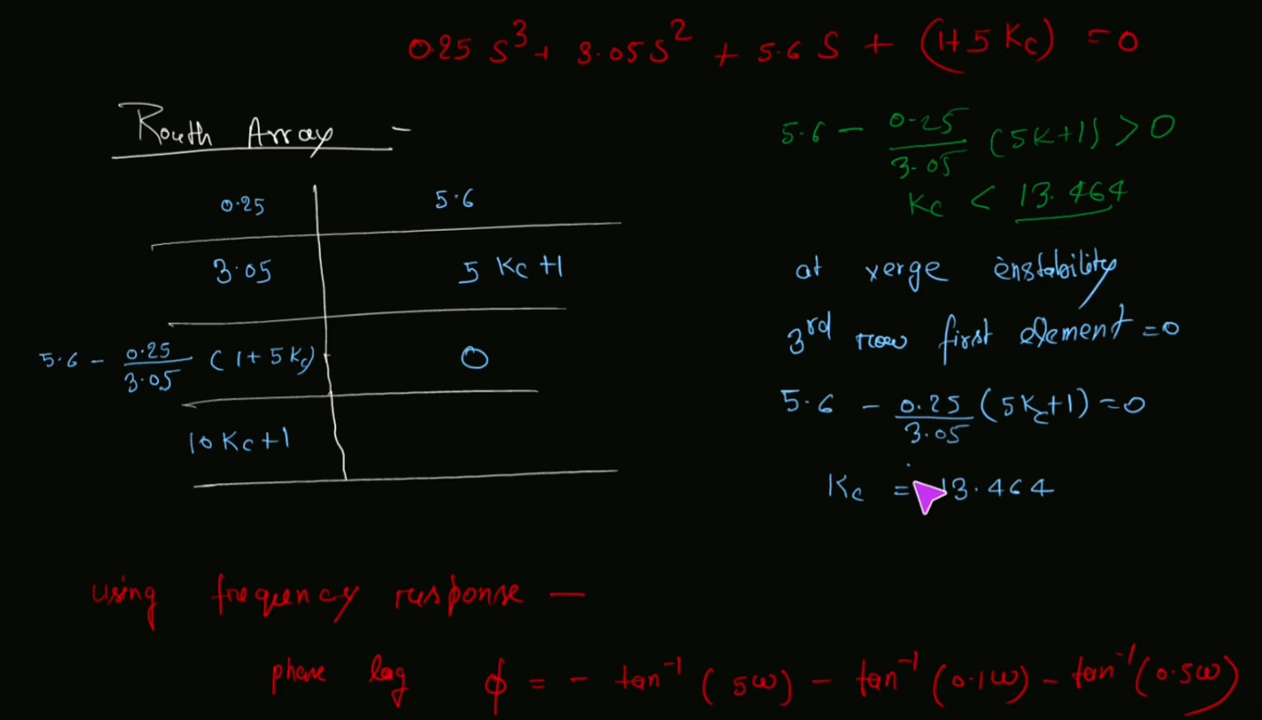 0.25 S³ + 3.05 S² + 5.6 S + (1+5 Kc) = 0
Routh Array -
0.25 5.6
3.05 5 Kc +1
5.6 - 0.25/3.05 (1+5Kc) 0
10 Kc+1
5.6 - 0.25/3.05 (5K+1) > 0
Kc < 13.464
at verge instability
3rd row first element = 0
5.6 - 0.25/3.05 (5Kc+1) = 0
Kc = 13.464
using frequency response —
phase lag φ = - tan⁻¹ (5ω) - tan⁻¹ (0.1ω) - tan⁻¹ (0.5ω)